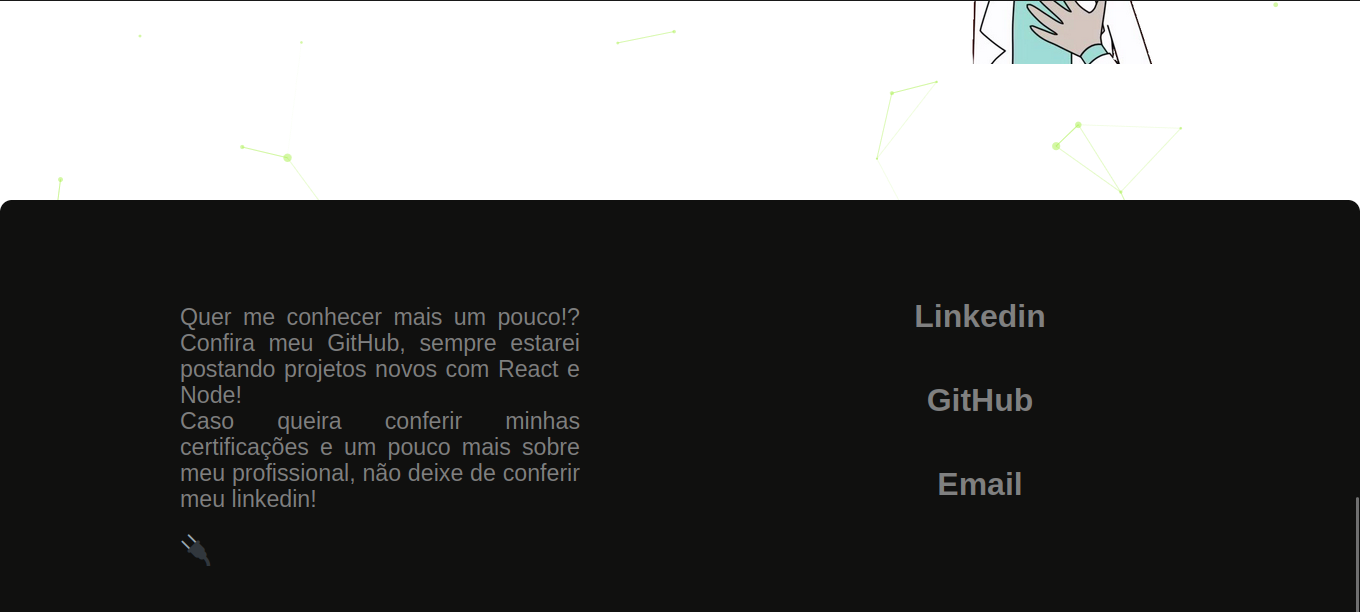 Quer me conhecer mais um pouco!?
Confira meu GitHub, sempre estarei
postando projetos novos com React e
Node!
Caso queira conferir minhas
certificações e um pouco mais sobre
meu profissional, não deixe de conferir
meu linkedin!
Linkedin
GitHub
Email